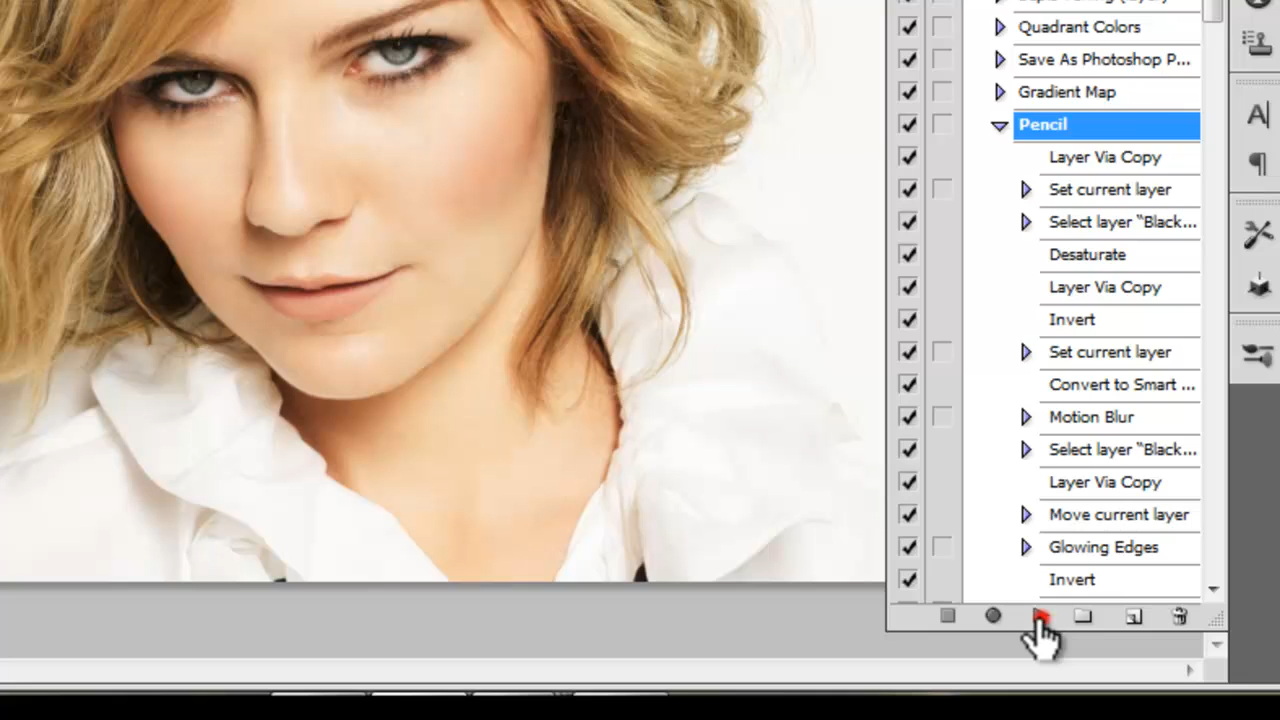 Quadrant Colors
Save As Photoshop P...
Gradient Map
Pencil
Layer Via Copy
Set current layer
Select layer “Black...
Desaturate
Layer Via Copy
Invert
Set current layer
Convert to Smart ...
Motion Blur
Select layer “Black...
Layer Via Copy
Move current layer
Glowing Edges
Invert